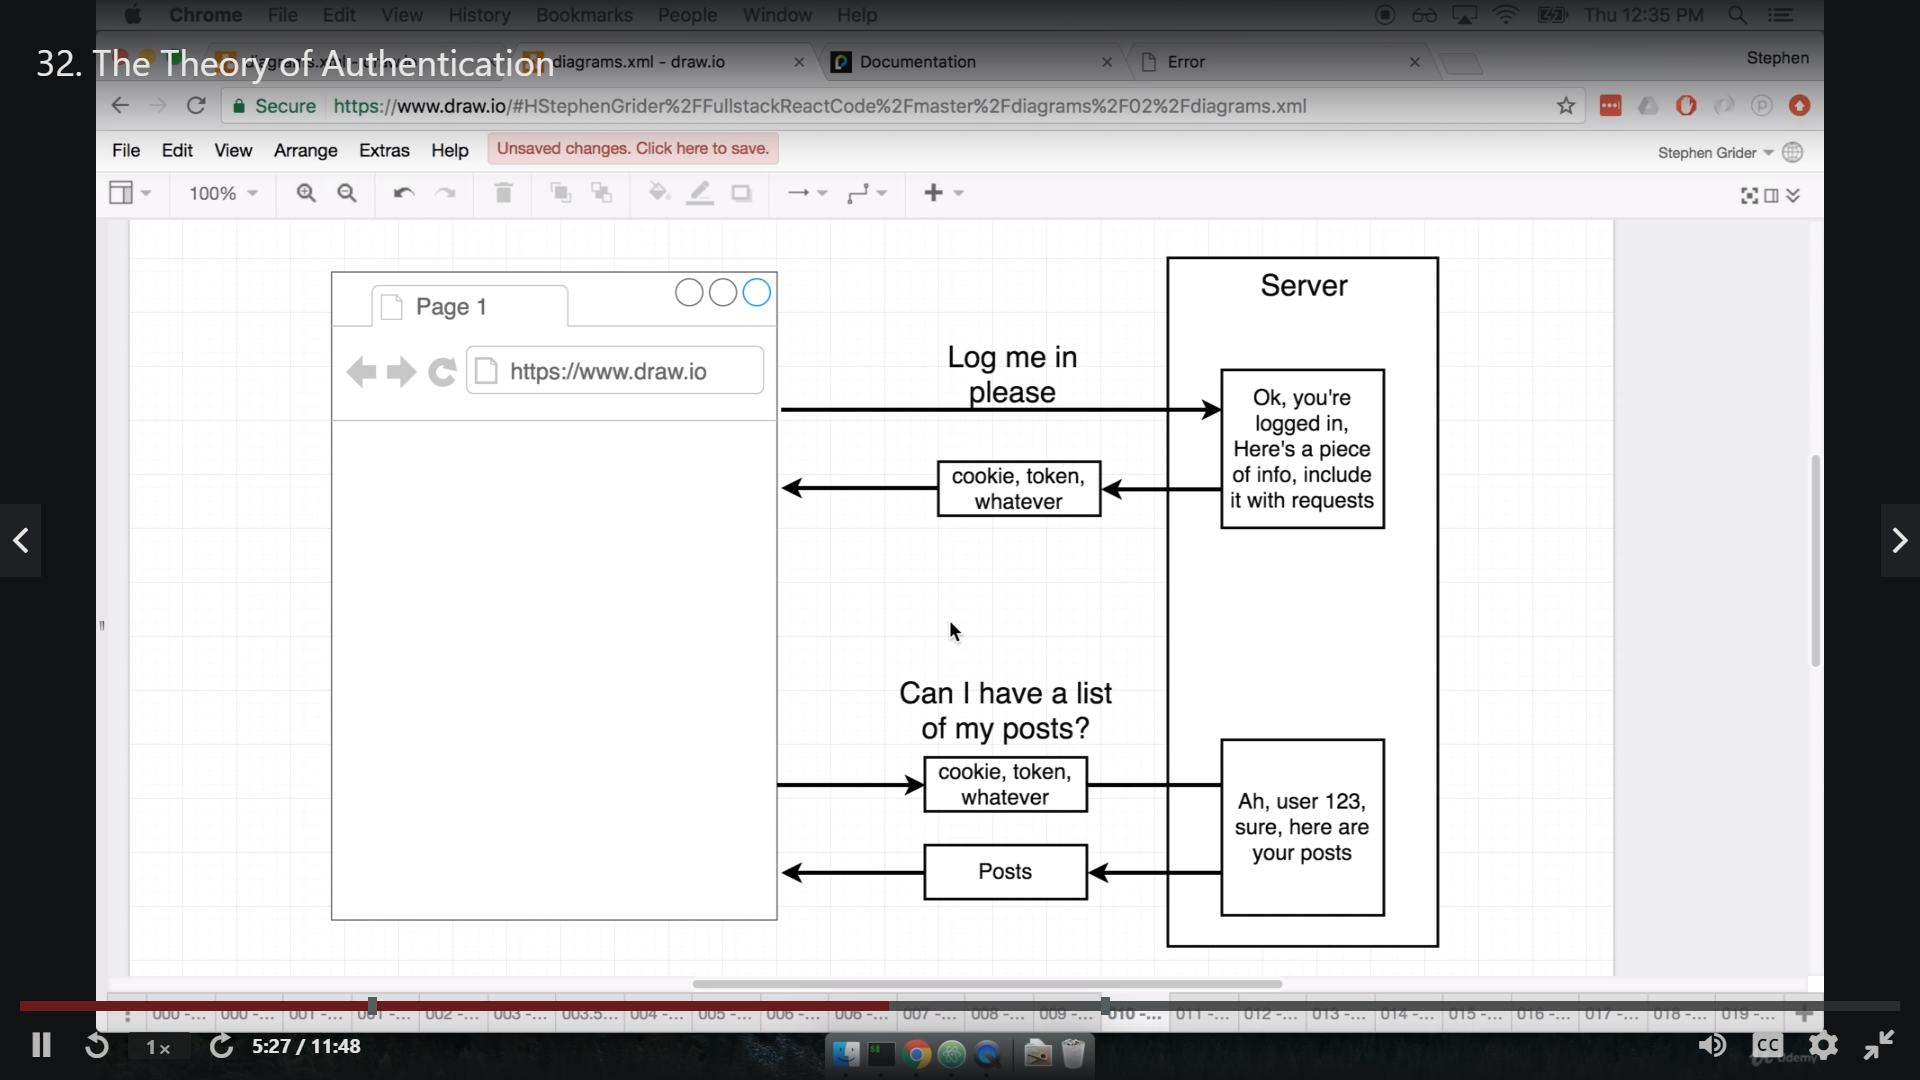 Chrome File Edit View History Bookmarks People Window Help Thu 12:35 PM
32. The Theory of Authentication
diagrams.xml - draw.io
Documentation
Error
Stephen
Secure https://www.draw.io/#HStephenGrider%2FFullstackReactCode%2Fmaster%2Fdiagrams%2F02%2Fdiagrams.xml
File Edit View Arrange Extras Help Unsaved changes. Click here to save.
Stephen Grider
100%
Page 1
https://www.draw.io
Log me in
please
cookie, token,
whatever
Server
Ok, you're
logged in,
Here's a piece
of info, include
it with requests
Can I have a list
of my posts?
cookie, token,
whatever
Posts
Ah, user 123,
sure, here are
your posts
000 -... 000 -... 001 -... 001 -... 002 -... 003 -... 003.5... 004 -... 005 -... 006 -... 006 -... 007 -... 008 -... 009 -... 010 -... 011 -... 012 -... 013 -... 014 -... 015 -... 016 -... 017 -... 018 -... 019 -...
1x 5:27 / 11:48
CC
Udemy